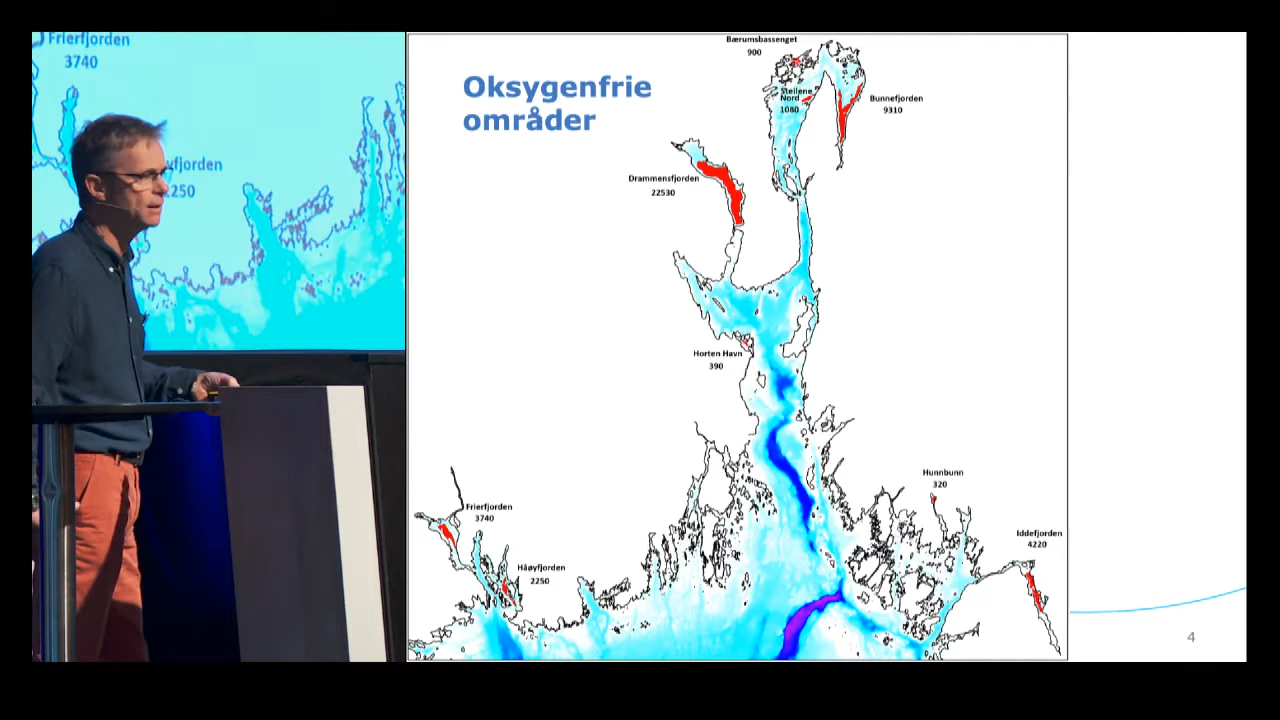 Frierfjorden
3740
yfjorden
2250
Oksygenfrie
områder
Bærumsbassenget
900
Steilene
Nord
1080
Bunnefjorden
9310
Drammensfjorden
22530
Horten Havn
390
Hunnbunn
320
Frierfjorden
3740
Iddefjorden
4220
Håøyfjorden
2250
4